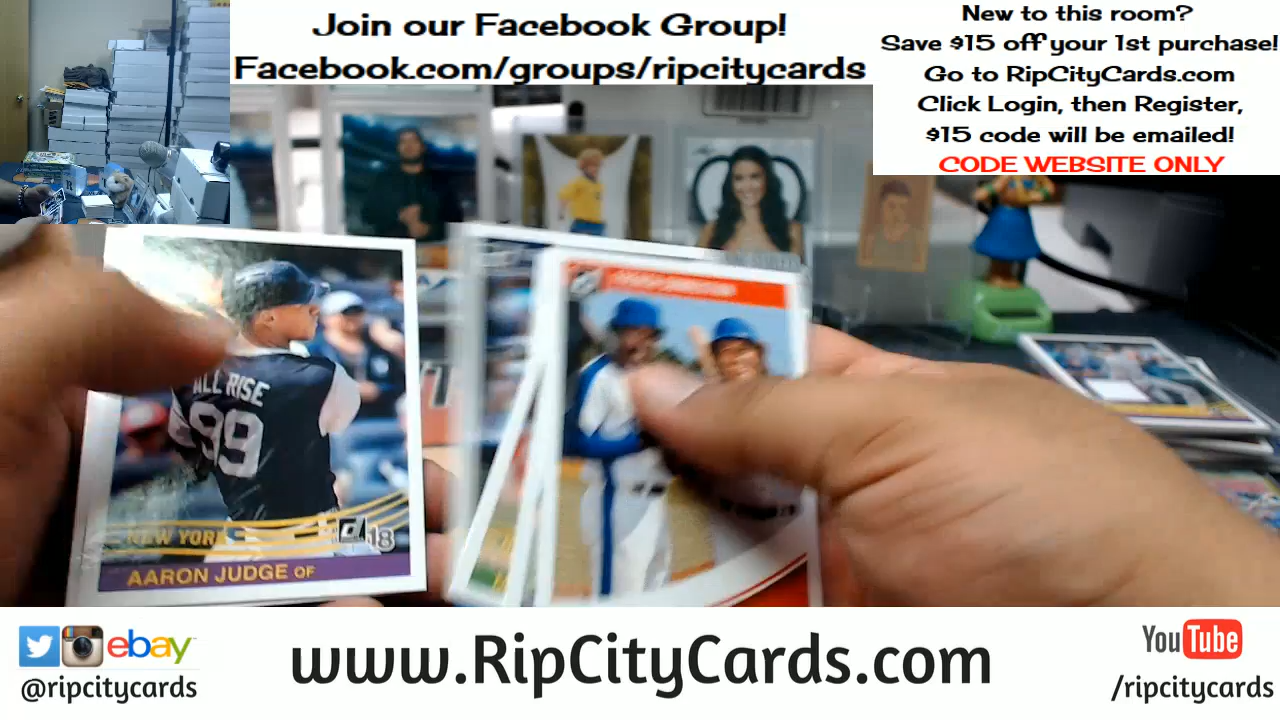 Join our Facebook Group!
Facebook.com/groups/ripcitycards
New to this room?
Save $15 off your 1st purchase!
Go to RipCityCards.com
Click Login, then Register,
$15 code will be emailed!
CODE WEBSITE ONLY
ALL RISE
99
NEW YORK
18
AARON JUDGE OF
ebay
@ripcitycards
www.RipCityCards.com
YouTube
/ripcitycards